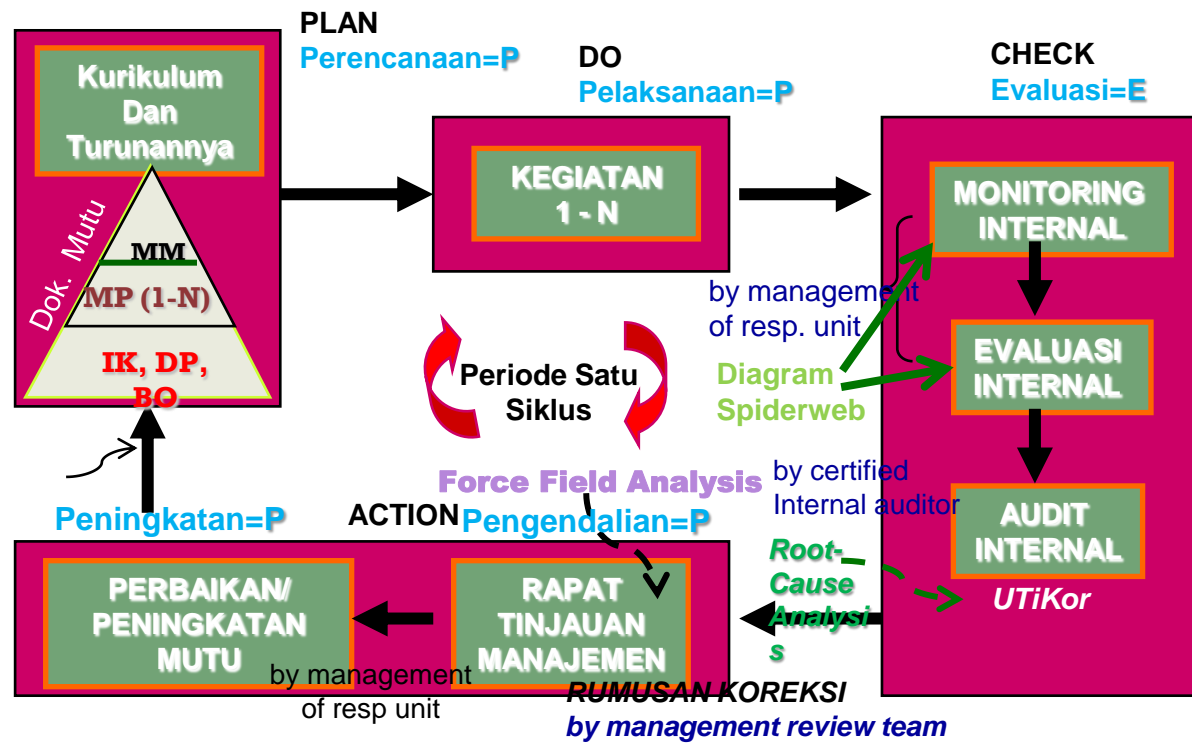 PLAN
Perencanaan=P
Kurikulum
Dan
Turunannya
Dok. Mutu
MM
MP (1-N)
IK, DP,
BO
DO
Pelaksanaan=P
KEGIATAN
1 - N
CHECK
Evaluasi=E
MONITORING
INTERNAL
by management
of resp. unit
EVALUASI
INTERNAL
Diagram
Spiderweb
Periode Satu
Siklus
Force Field Analysis
by certified
Internal auditor
AUDIT
INTERNAL
UTiKor
Root-
Cause
Analysi
s
Peningkatan=P
ACTION
Pengendalian=P
PERBAIKAN/
PENINGKATAN
MUTU
by management
of resp unit
RAPAT
TINJAUAN
MANAJEMEN
RUMUSAN KOREKSI
by management review team